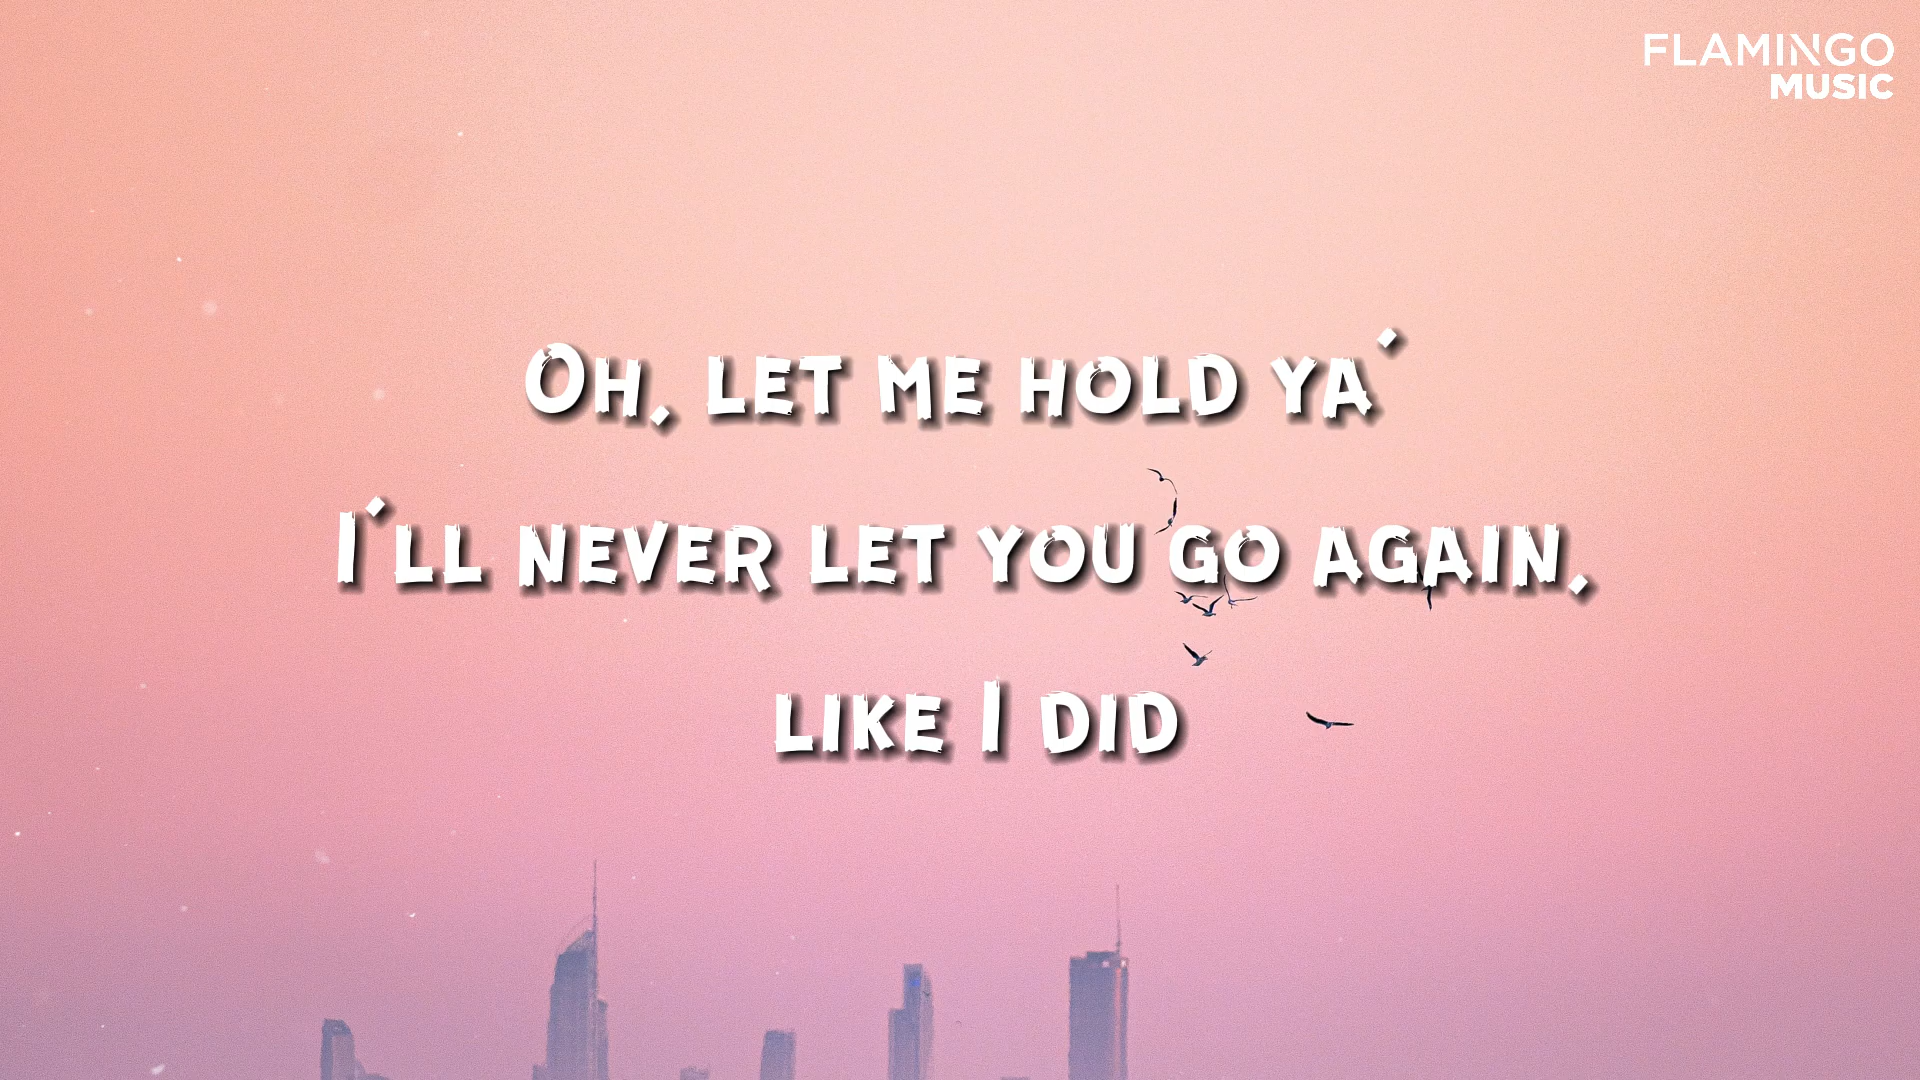 FLAMINGO
MUSIC
Oh, let me hold ya´
I´ll never let you go again,
like I did